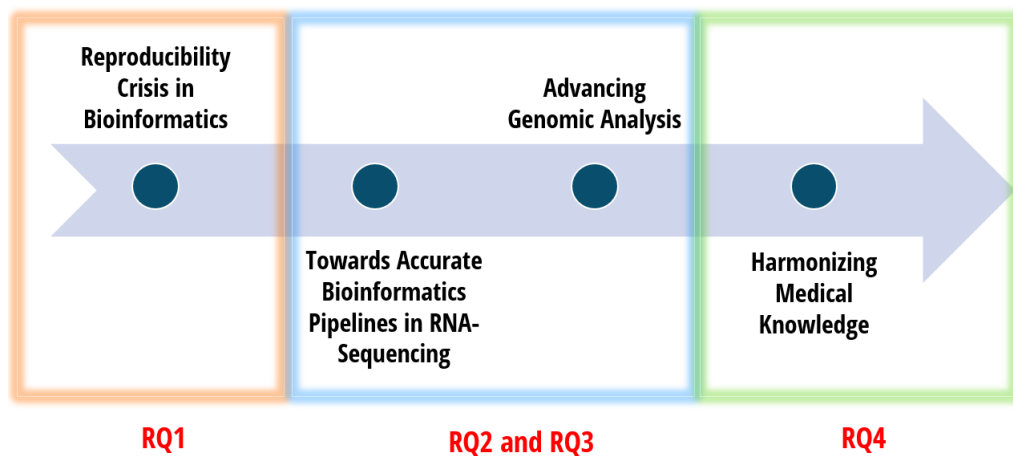 Reproducibility
Crisis in
Bioinformatics
Towards Accurate
Bioinformatics
Pipelines in RNA-
Sequencing
Advancing
Genomic Analysis
Harmonizing
Medical
Knowledge
RQ1
RQ2 and RQ3
RQ4